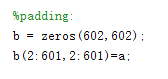 %padding:
b = zeros(602,602);
b(2:601,2:601)=a;